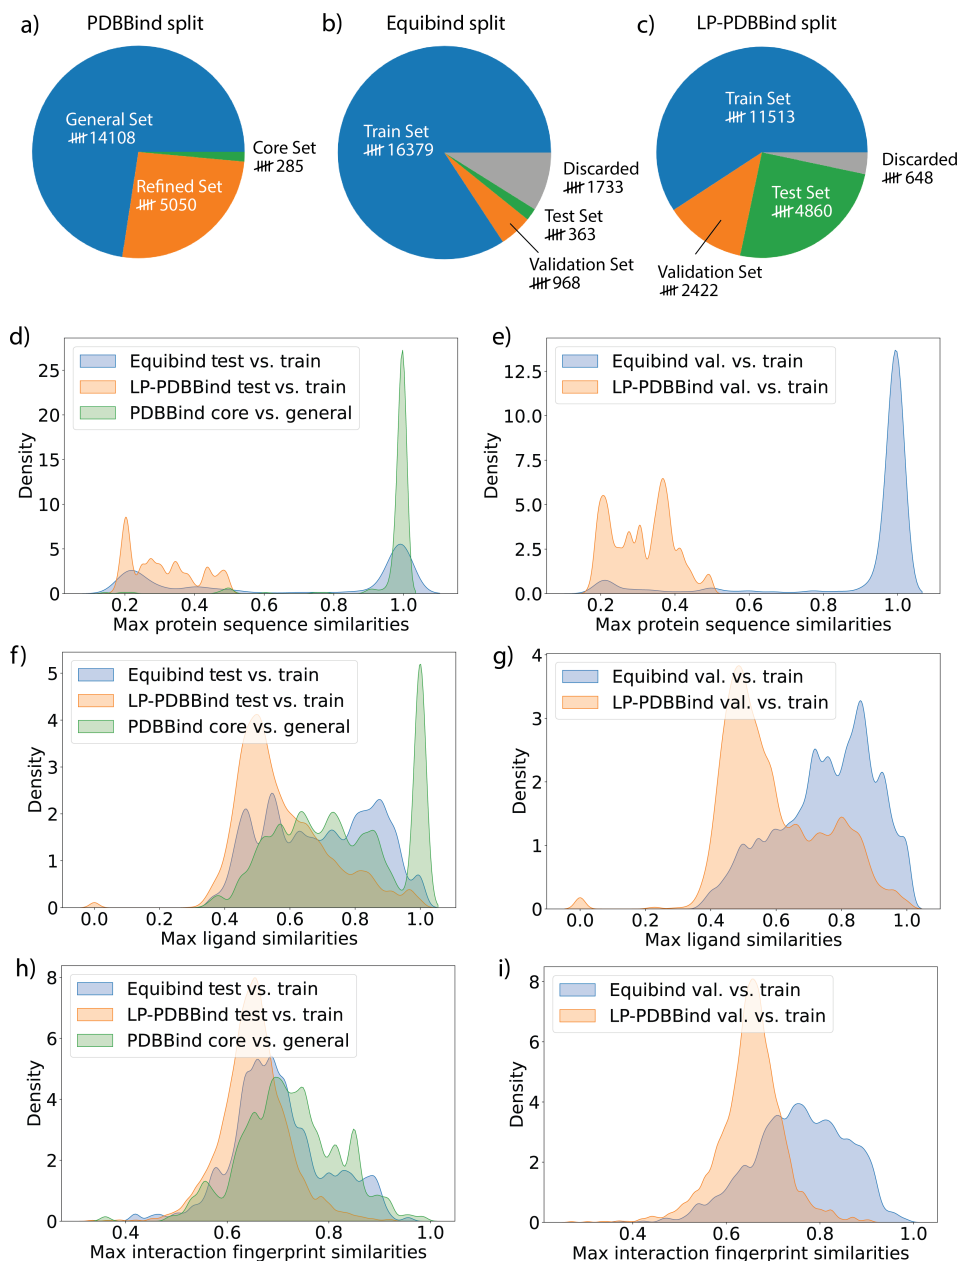 a)
PDBBind split
General Set
14108
Core Set
285
Refined Set
5050
b)
Equibind split
Train Set
16379
Discarded
1733
Test Set
363
Validation Set
968
c)
LP-PDBBind split
Train Set
11513
Discarded
648
Test Set
4860
Validation Set
2422
d)
Equibind test vs. train
LP-PDBBind test vs. train
PDBBind core vs. general
Density
25
20
15
10
5
0
0.2 0.4 0.6 0.8 1.0
Max protein sequence similarities
e)
Equibind val. vs. train
LP-PDBBind val. vs. train
Density
12.5
10.0
7.5
5.0
2.5
0.0
0.2 0.4 0.6 0.8 1.0
Max protein sequence similarities
f)
Equibind test vs. train
LP-PDBBind test vs. train
PDBBind core vs. general
Density
5
4
3
2
1
0
0.0 0.2 0.4 0.6 0.8 1.0
Max ligand similarities
g)
Equibind val. vs. train
LP-PDBBind val. vs. train
Density
4
3
2
1
0
0.0 0.2 0.4 0.6 0.8 1.0
Max ligand similarities
h)
Equibind test vs. train
LP-PDBBind test vs. train
PDBBind core vs. general
Density
8
6
4
2
0
0.4 0.6 0.8 1.0
Max interaction fingerprint similarities
i)
Equibind val. vs. train
LP-PDBBind val. vs. train
Density
8
6
4
2
0
0.4 0.6 0.8 1.0
Max interaction fingerprint similarities